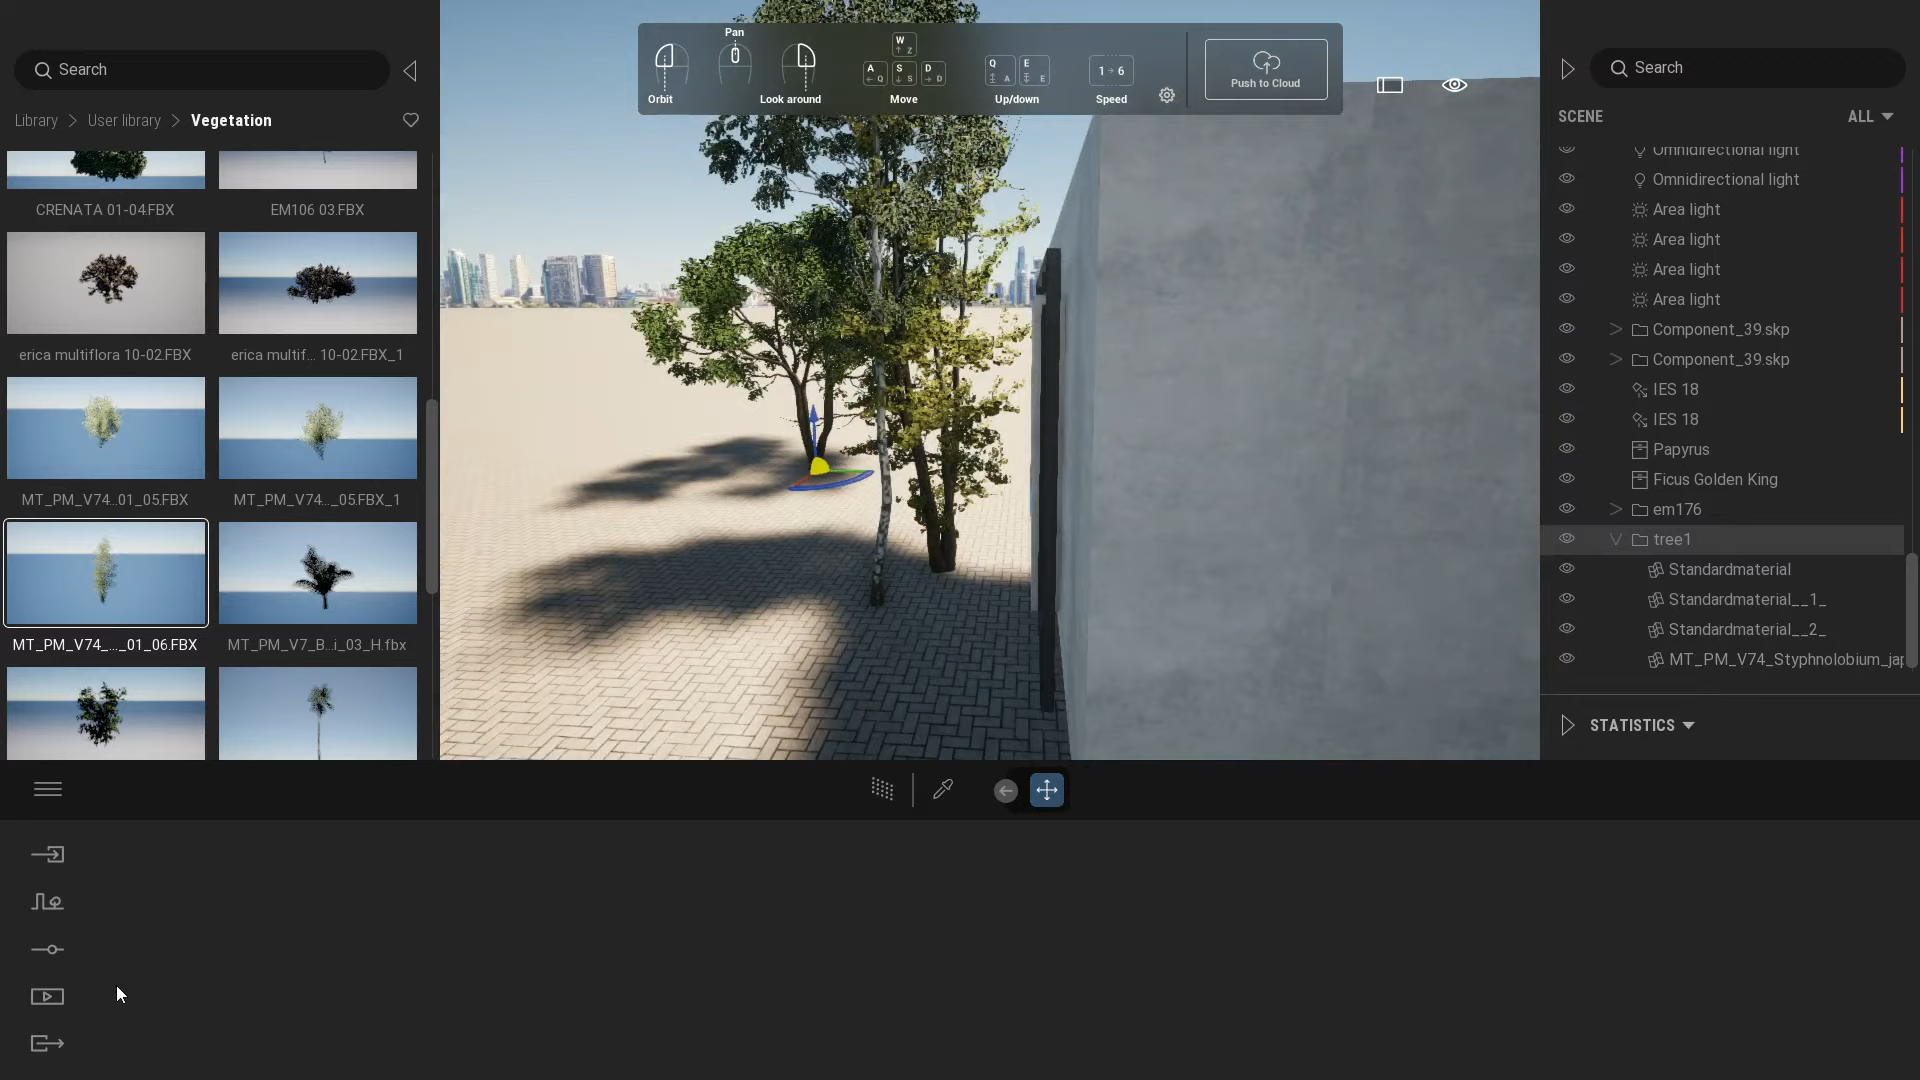 Search
Library > User library > Vegetation
CRENATA 01-04.FBX
EM106 03.FBX
erica multiflora 10-02.FBX
erica multif... 10-02.FBX_1
MT_PM_V74...01_05.FBX
MT_PM_V74..._05.FBX_1
MT_PM_V74_..._01_06.FBX
MT_PM_V7_B...i_03_H.fbx
Pan
W
Z
A
Q
S
S
D
D
Q
A
E
E
1 6
Orbit
Look around
Move
Up/down
Speed
Push to Cloud
Search
SCENE
ALL
Omnidirectional light
Omnidirectional light
Area light
Area light
Area light
Area light
Component_39.skp
Component_39.skp
IES 18
IES 18
Papyrus
Ficus Golden King
em176
tree1
Standardmaterial
Standardmaterial__1_
Standardmaterial__2_
MT_PM_V74_Styphnolobium_jap
STATISTICS